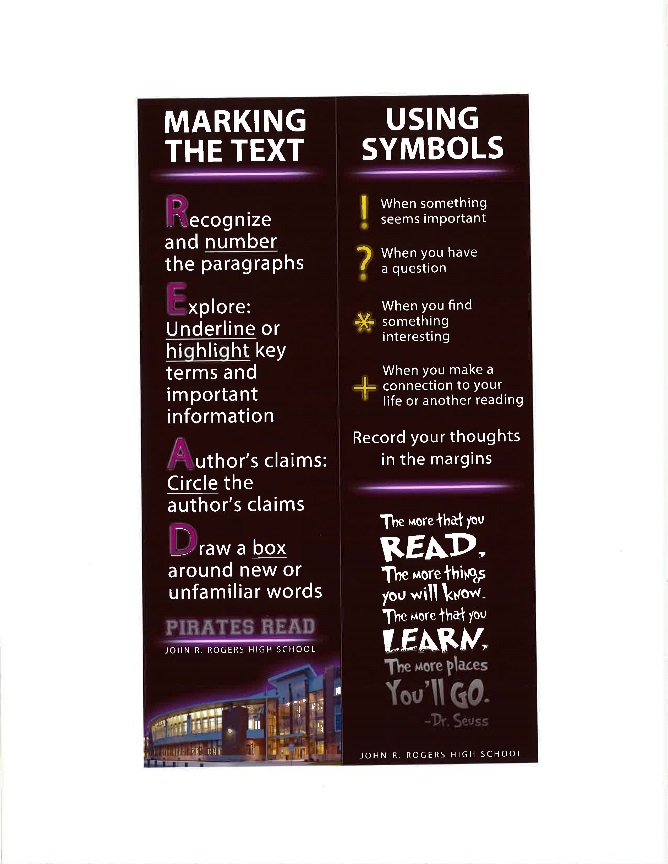 MARKING
THE TEXT
Recognize
and number
the paragraphs
Explore:
Underline or
highlight key
terms and
important
information
Author's claims:
Circle the
author's claims
Draw a box
around new or
unfamiliar words
PIRATES READ
JOHN R. ROGERS HIGH SCHOOL
USING
SYMBOLS
! When something
seems important
? When you have
a question
* When you find
something
interesting
+ When you make a
connection to your
life or another reading
Record your thoughts
in the margins
The more that you
READ,
The more things
you will know.
The more that you
LEARN,
The more places
You'll GO.
-Dr. Seuss
JOHN R. ROGERS HIGH SCHOOL